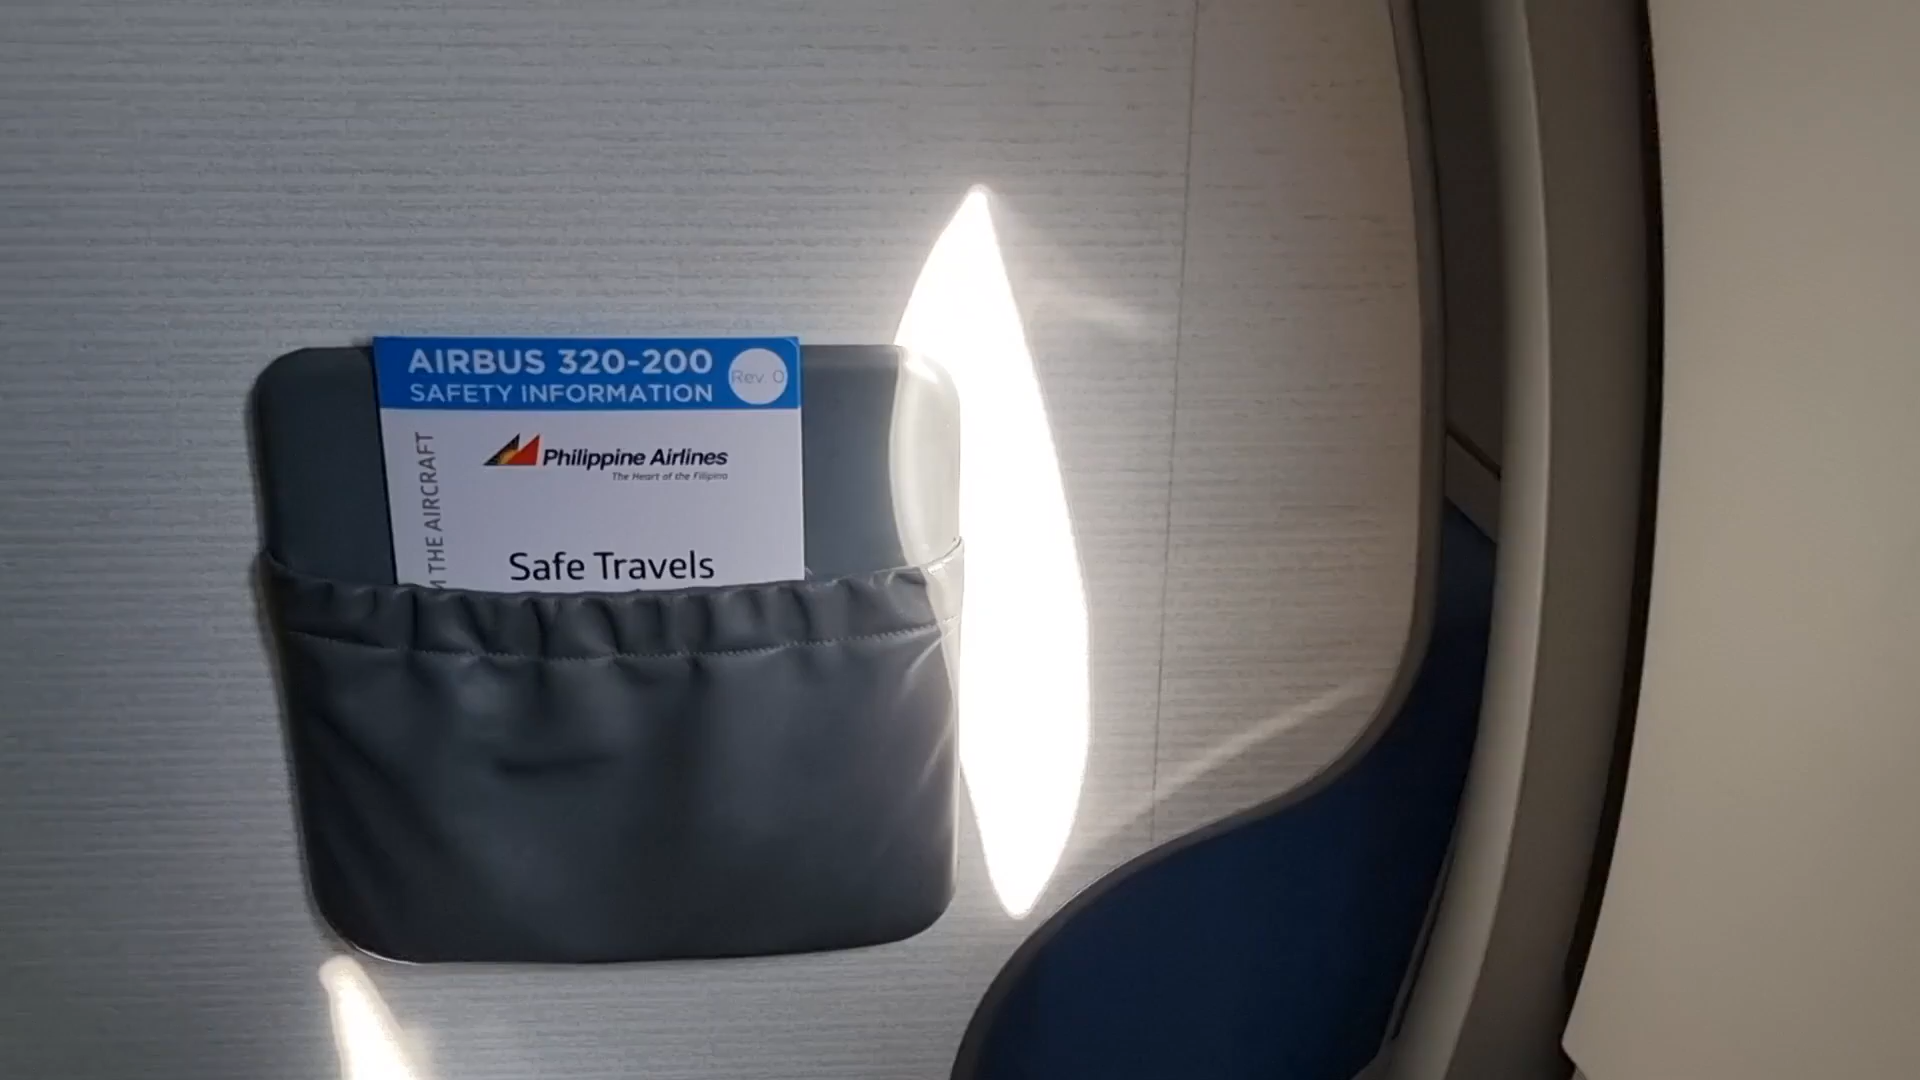 AIRBUS 320-200
SAFETY INFORMATION
Rev. 0
Philippine Airlines
The Heart of the Filipino
THE AIRCRAFT
Safe Travels